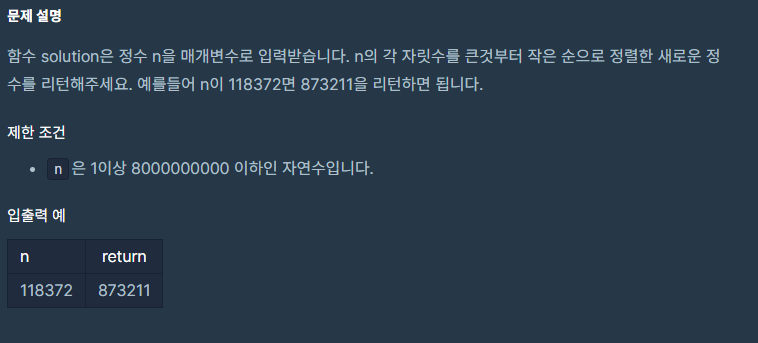 문제 설명
함수 solution은 정수 n을 매개변수로 입력받습니다. n의 각 자릿수를 큰것부터 작은 순으로 정렬한 새로운 정
수를 리턴해주세요. 예를들어 n이 118372면 873211을 리턴하면 됩니다.
제한 조건
• n 은 1이상 8000000000 이하인 자연수입니다.
입출력 예
n return
118372 873211